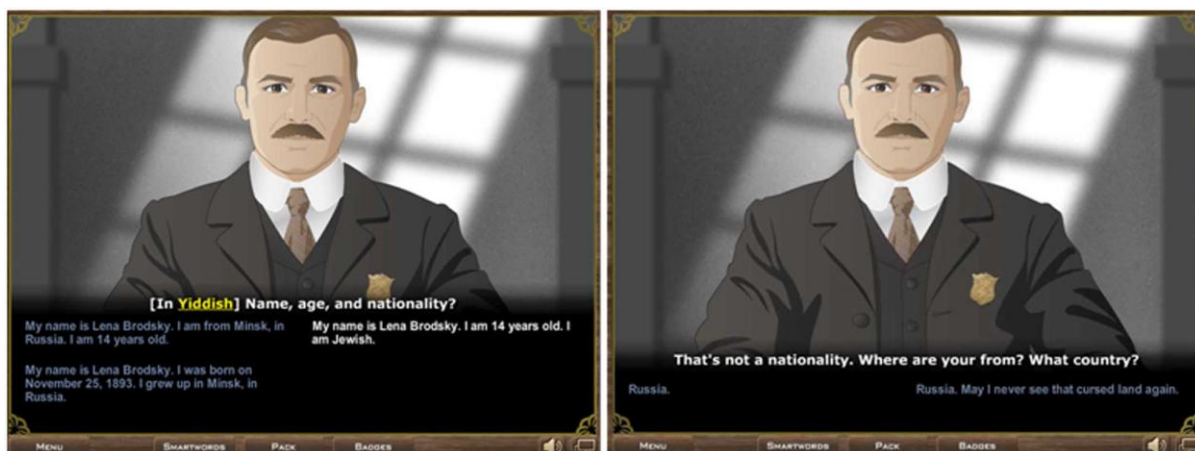 [In Yiddish] Name, age, and nationality?
My name is Lena Brodsky. I am from Minsk, in
Russia. I am 14 years old.
My name is Lena Brodsky. I am 14 years old. I
am Jewish.
My name is Lena Brodsky. I was born on
November 25, 1893. I grew up in Minsk, in
Russia.
MENU SMARTWORDS PACK BADGES
That's not a nationality. Where are your from? What country?
Russia.
Russia. May I never see that cursed land again.
MENU SMARTWORDS PACK BADGES